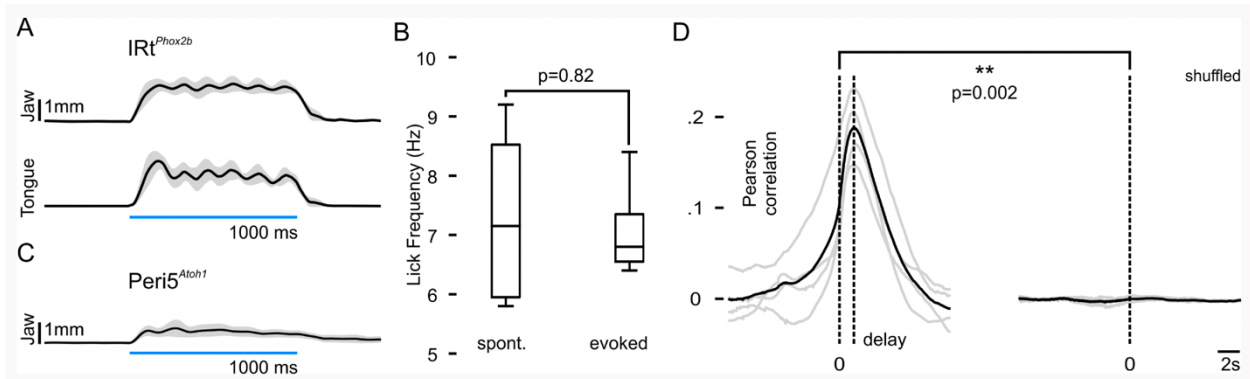 A
IRt^Phox2b
Jaw
1mm
Tongue
1000 ms
C
Peri5^Atoh1
Jaw
1mm
1000 ms
B
Lick Frequency (Hz)
10
9
8
7
6
5
p=0.82
spont.
evoked
D
**
p=0.002
shuffled
Pearson
correlation
.2
.1
0
delay
0
0
2s